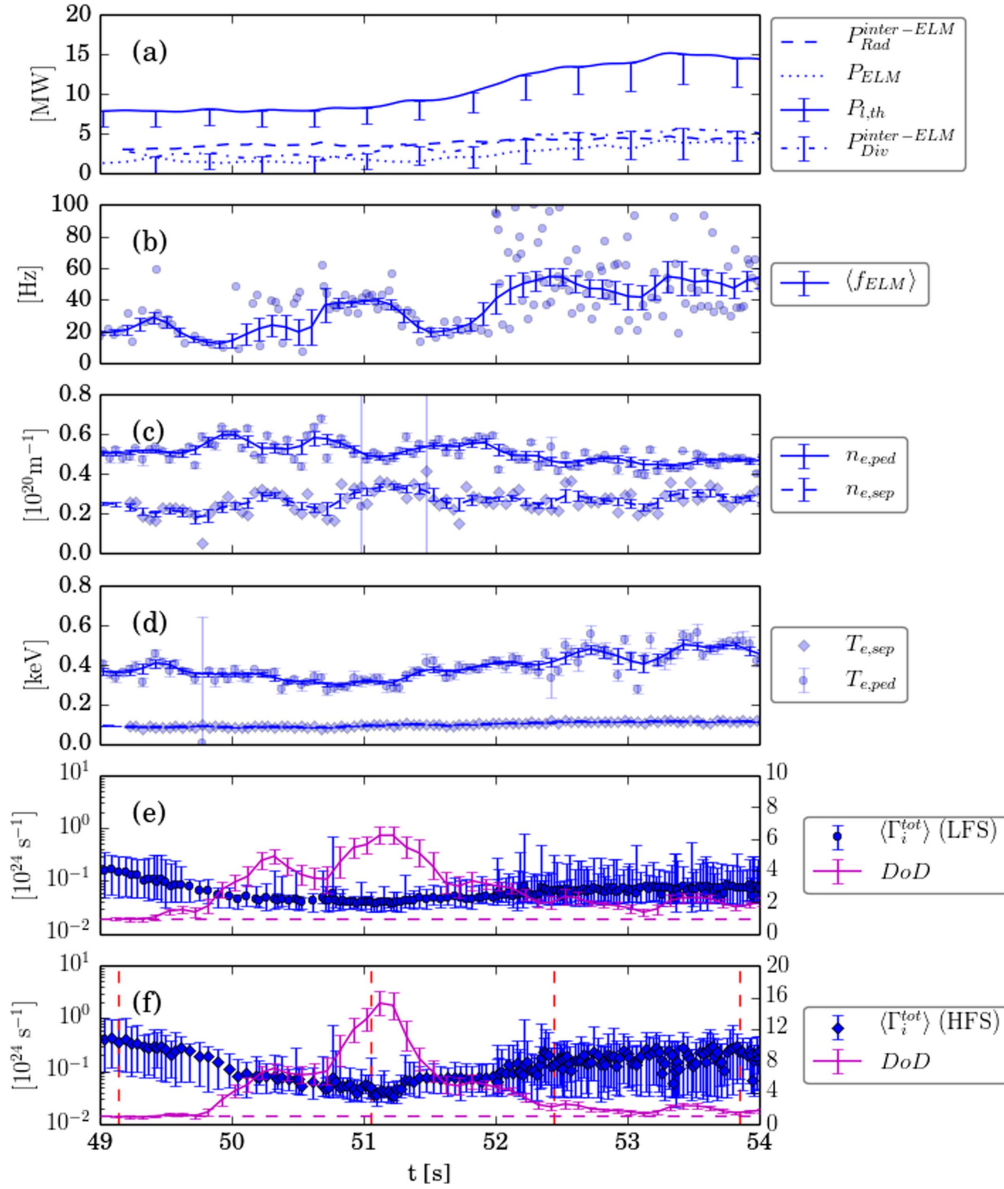 20
15
10
5
0
[MW]
(a)
P_{Rad}^{inter-ELM}
P_{ELM}
P_{l,th}
P_{Div}^{inter-ELM}
100
80
60
40
20
0
[Hz]
(b)
⟨f_{ELM}⟩
0.8
0.6
0.4
0.2
0.0
[10^{20}m^{-1}]
(c)
n_{e,ped}
n_{e,sep}
0.8
0.6
0.4
0.2
0.0
[keV]
(d)
T_{e,sep}
T_{e,ped}
10^1
10^0
10^{-1}
10^{-2}
[10^{24} s^{-1}]
(e)
10
8
6
4
2
0
⟨Γ_i^{tot}⟩ (LFS)
DoD
10^1
10^0
10^{-1}
10^{-2}
[10^{24} s^{-1}]
(f)
20
16
12
8
4
0
⟨Γ_i^{tot}⟩ (HFS)
DoD
49 50 51 52 53 54
t [s]